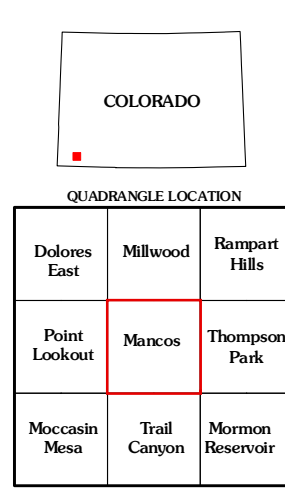 COLORADO
QUADRANGLE LOCATION
Dolores
East
Millwood
Rampart
Hills
Point
Lookout
Mancos
Thompson
Park
Moccasin
Mesa
Trail
Canyon
Mormon
Reservoir